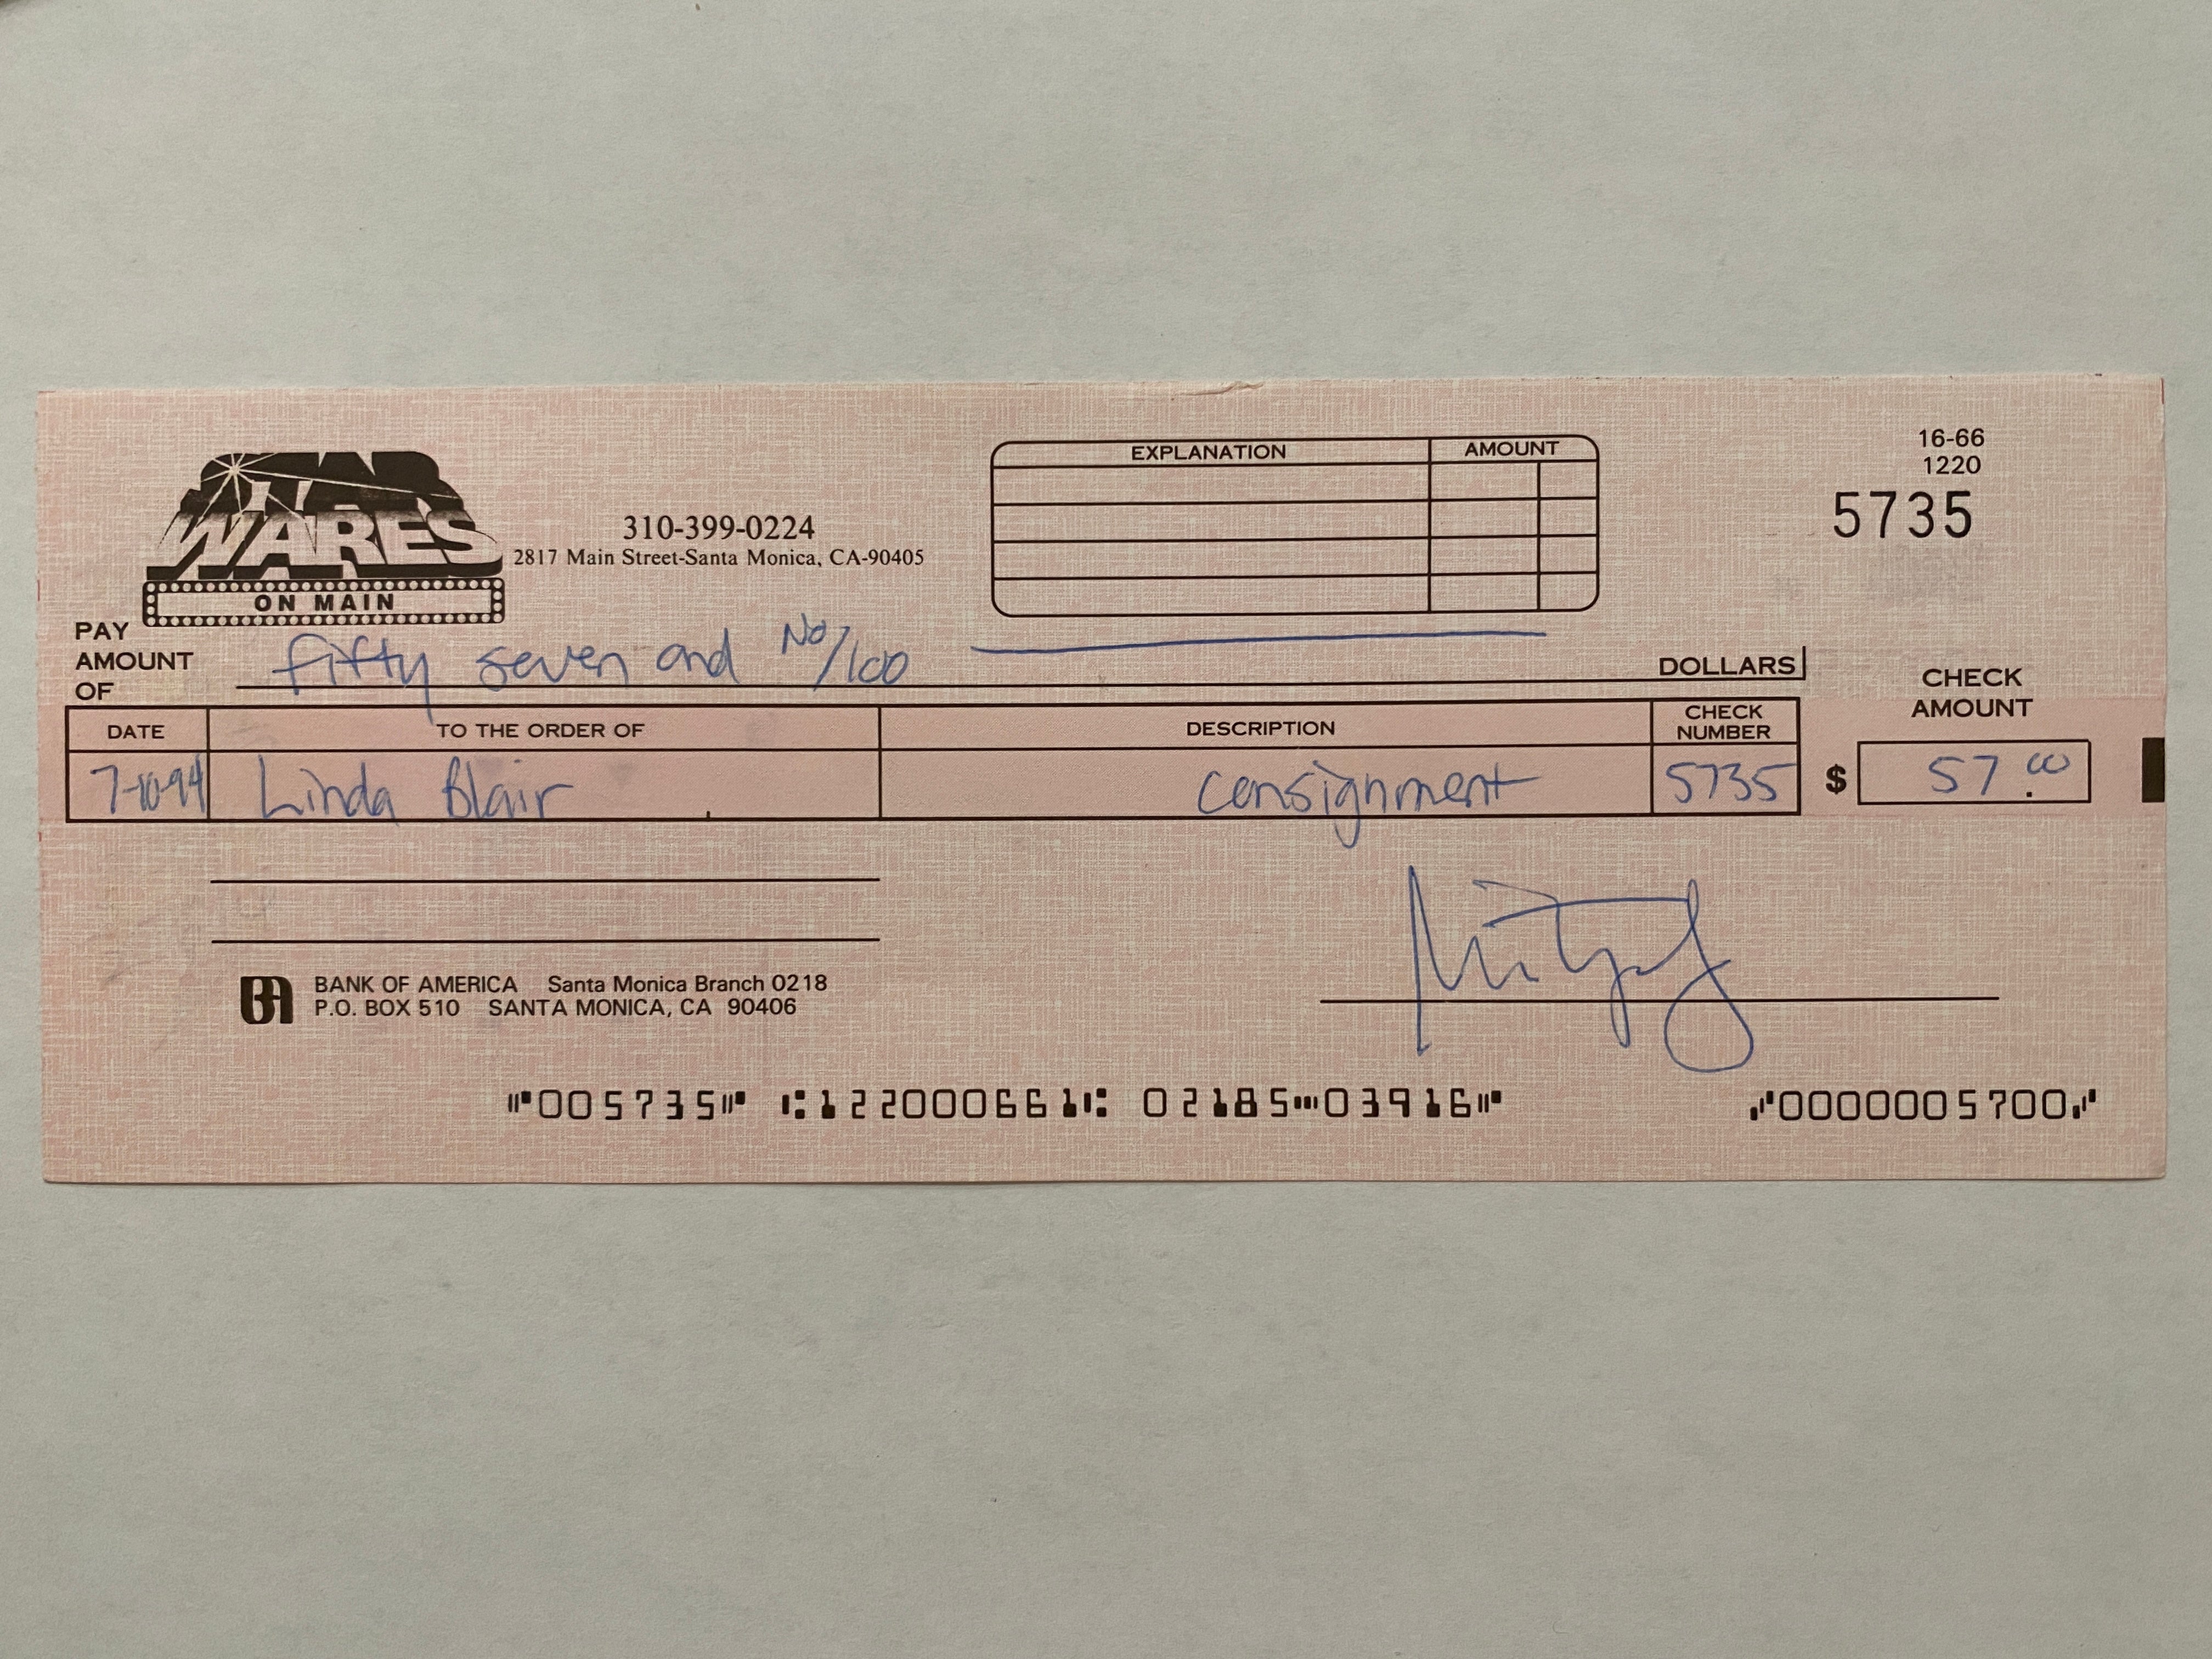 STAR
WARES
ON MAIN
310-399-0224
2817 Main Street-Santa Monica, CA-90405
EXPLANATION AMOUNT
16-66
1220
5735
PAY
AMOUNT
OF
fifty seven and No/100
DOLLARS
CHECK
AMOUNT
DATE TO THE ORDER OF DESCRIPTION CHECK
NUMBER
7-10-94 Linda Blair consignment 5735 $ 57.00
BANK OF AMERICA Santa Monica Branch 0218
P.O. BOX 510 SANTA MONICA, CA 90406
⑈005735⑈ ⑆122000661⑆ 02185⑉03916⑈ ⑇0000005700⑇